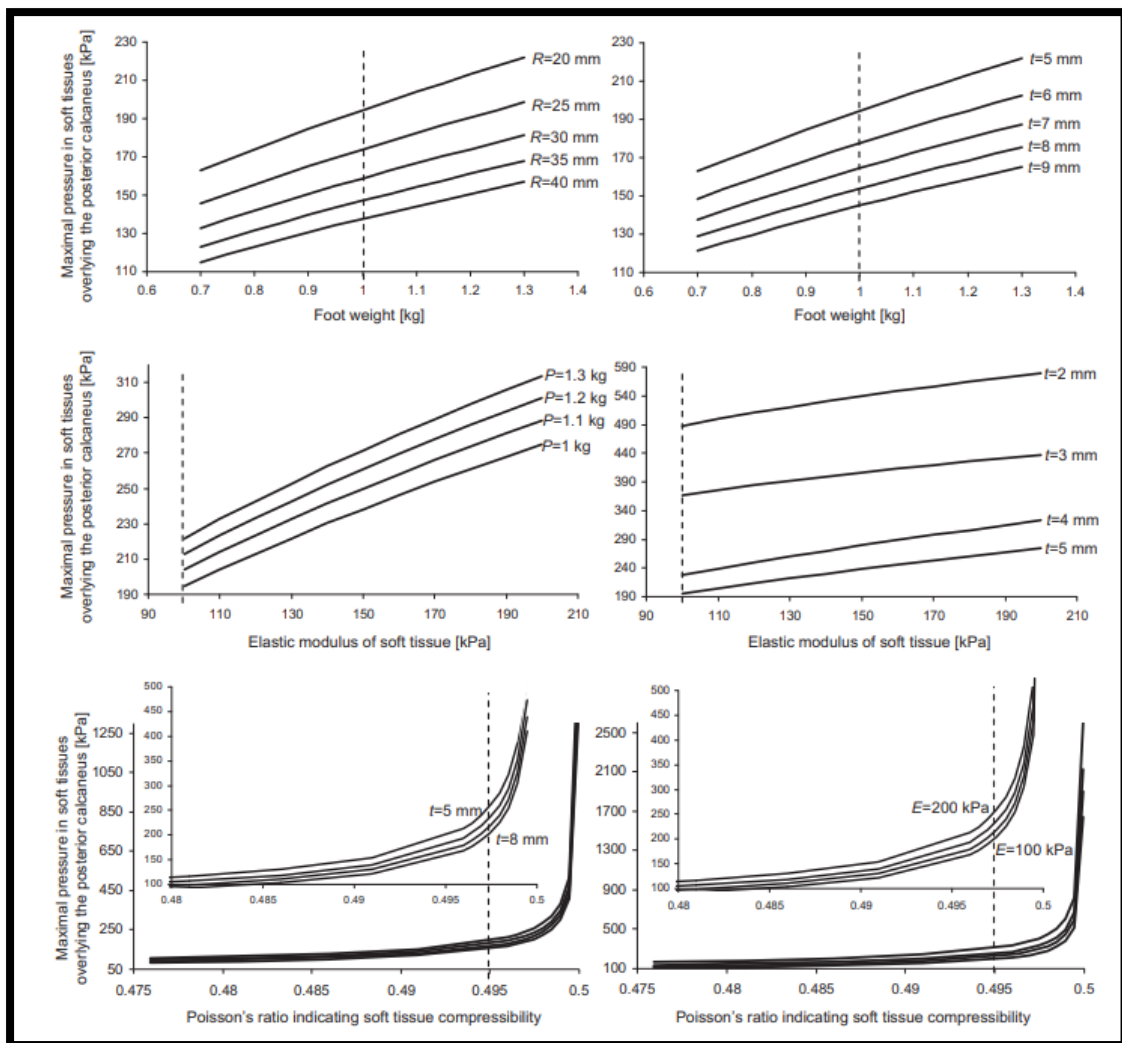 Maximal pressure in soft tissues
overlying the posterior calcaneus [kPa]
230
210
190
170
150
130
110
0.6 0.7 0.8 0.9 1 1.1 1.2 1.3 1.4
Foot weight [kg]
R=20 mm
R=25 mm
R=30 mm
R=35 mm
R=40 mm
230
210
190
170
150
130
110
0.6 0.7 0.8 0.9 1 1.1 1.2 1.3 1.4
Foot weight [kg]
t=5 mm
t=6 mm
t=7 mm
t=8 mm
t=9 mm
Maximal pressure in soft tissues
overlying the posterior calcaneus [kPa]
310
290
270
250
230
210
190
90 110 130 150 170 190 210
Elastic modulus of soft tissue [kPa]
P=1.3 kg
P=1.2 kg
P=1.1 kg
P=1 kg
590
540
490
440
390
340
290
240
190
90 110 130 150 170 190 210
Elastic modulus of soft tissue [kPa]
t=2 mm
t=3 mm
t=4 mm
t=5 mm
Maximal pressure in soft tissues
overlying the posterior calcaneus [kPa]
1250
1050
850
650
450
250
50
0.475 0.48 0.485 0.49 0.495 0.5
Poisson's ratio indicating soft tissue compressibility
500
450
400
350
300
250
200
150
100
0.48 0.485 0.49 0.495 0.5
t=5 mm
t=8 mm
2500
2100
1700
1300
900
500
100
0.475 0.48 0.485 0.49 0.495 0.5
Poisson's ratio indicating soft tissue compressibility
500
450
400
350
300
250
200
150
100
0.48 0.485 0.49 0.495 0.5
E=200 kPa
E=100 kPa